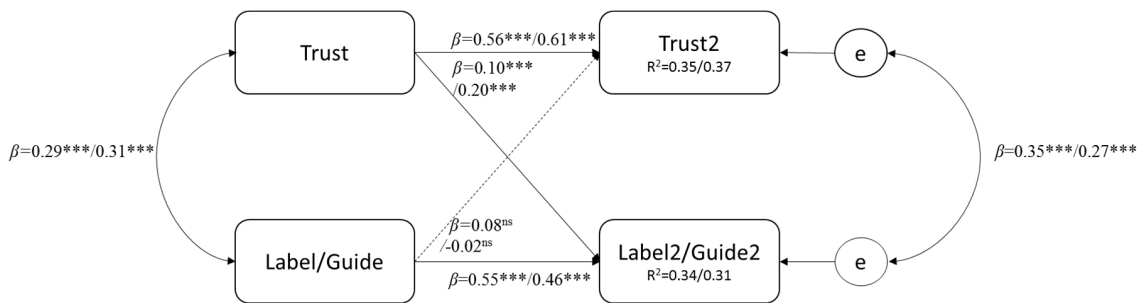 Trust
β=0.56***/0.61***
Trust2
R²=0.35/0.37
e
β=0.10***
/0.20***
β=0.29***/0.31***
β=0.35***/0.27***
β=0.08ⁿˢ
/-0.02ⁿˢ
Label/Guide
Label2/Guide2
R²=0.34/0.31
e
β=0.55***/0.46***